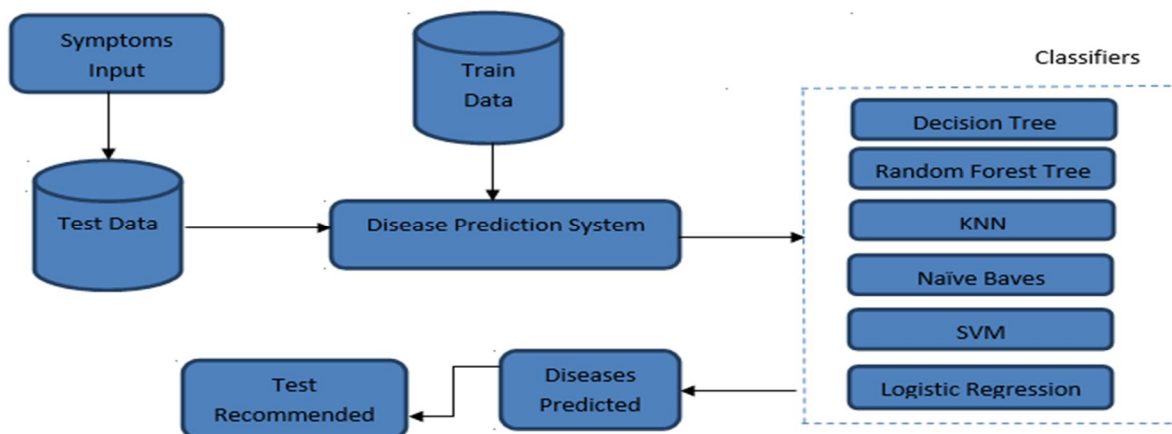 Symptoms
Input
Train
Data
Classifiers
Decision Tree
Random Forest Tree
Test Data
Disease Prediction System
KNN
Naïve Baves
SVM
Logistic Regression
Diseases
Predicted
Test
Recommended